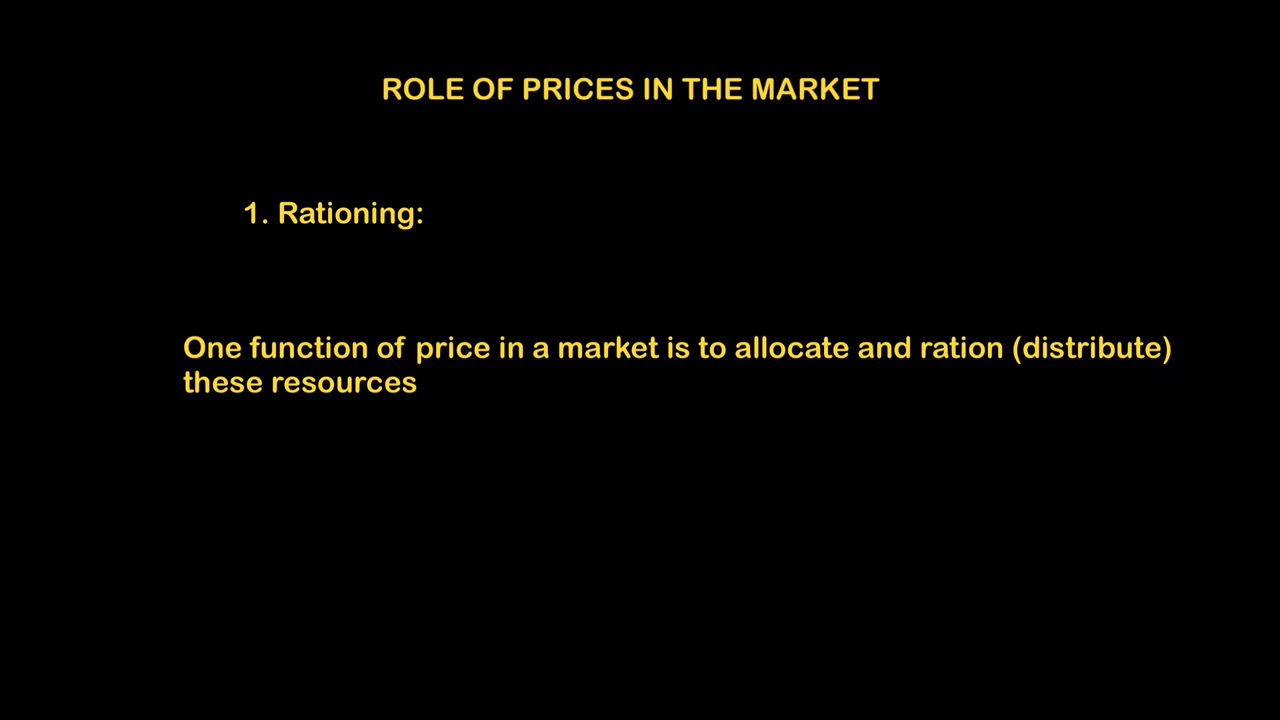 ROLE OF PRICES IN THE MARKET
1. Rationing:
One function of price in a market is to allocate and ration (distribute)
these resources